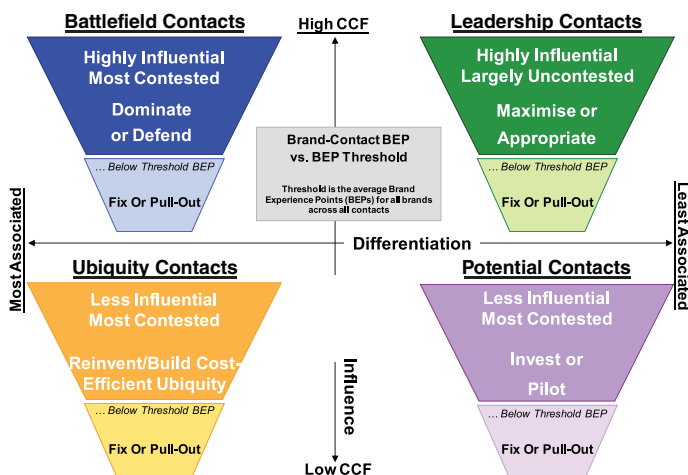 Battlefield Contacts
Highly Influential
Most Contested
Dominate
or Defend
... Below Threshold BEP
Fix Or Pull-Out
High CCF
Leadership Contacts
Highly Influential
Largely Uncontested
Maximise or
Appropriate
... Below Threshold BEP
Fix Or Pull-Out
Brand-Contact BEP
vs. BEP Threshold
Threshold is the average Brand
Experience Points (BEPs) for all brands
across all contacts
Most Associated
Differentiation
Least Associated
Ubiquity Contacts
Less Influential
Most Contested
Reinvent/Build Cost-
Efficient Ubiquity
... Below Threshold BEP
Fix Or Pull-Out
Influence
Low CCF
Potential Contacts
Less Influential
Most Contested
Invest or
Pilot
... Below Threshold BEP
Fix Or Pull-Out